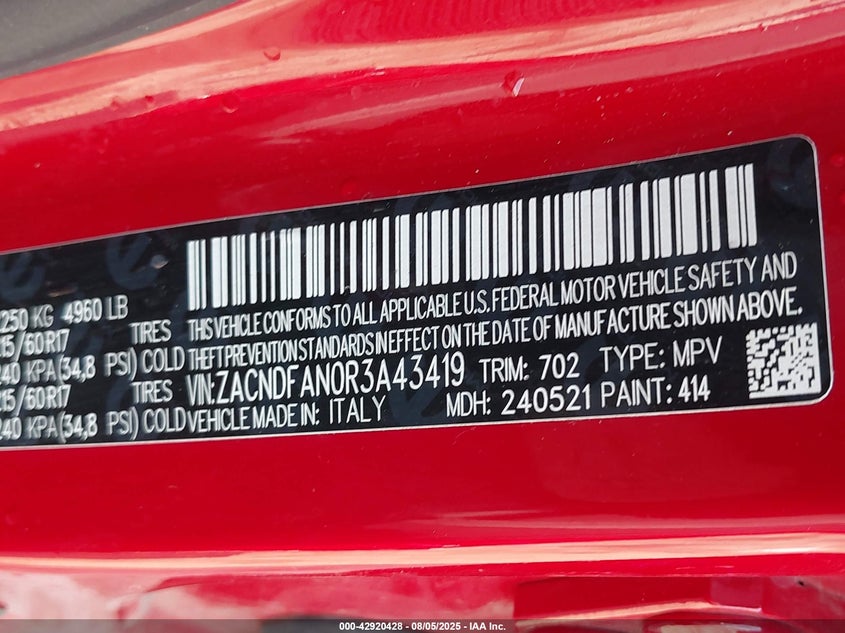 250 KG 4960 LB
15/60R17 TIRES
240 KPA(34,8 PSI) COLD
15/60R17 TIRES
240 KPA(34,8 PSI) COLD
THIS VEHICLE CONFORMS TO ALL APPLICABLE U.S. FEDERAL MOTOR VEHICLE SAFETY AND
THEFT PREVENTION STANDARDS IN EFFECT ON THE DATE OF MANUFACTURE SHOWN ABOVE.
VIN:ZACNDFAN0R3A43419 TRIM: 702 TYPE: MPV
VEHICLE MADE IN: ITALY MDH: 240521 PAINT: 414
000-42920428 - 08/05/2025 - IAA Inc.